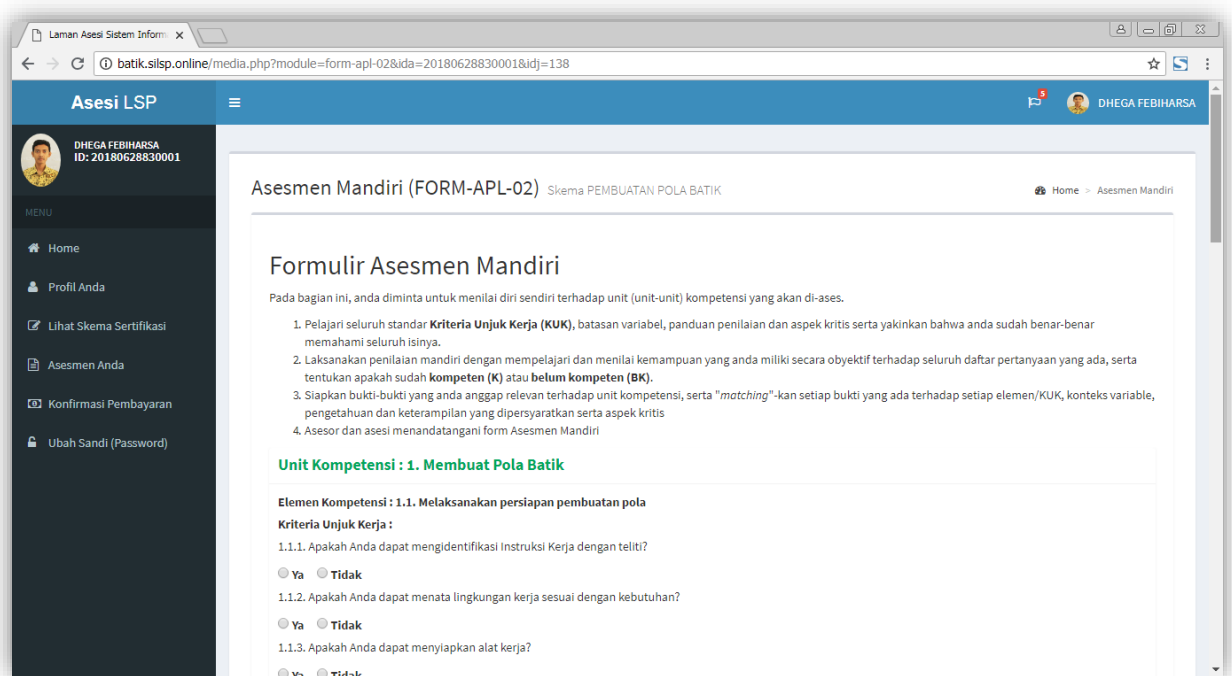 Laman Asesi Sistem Inform
batik.silsp.online/media.php?module=form-apl-02&ida=20180628830001&idj=138
Asesi LSP
5
DHEGA FEBIHARSA
DHEGA FEBIHARSA
ID: 20180628830001
MENU
Home
Profil Anda
Lihat Skema Sertifikasi
Asesmen Anda
Konfirmasi Pembayaran
Ubah Sandi (Password)
Asesmen Mandiri (FORM-APL-02) Skema PEMBUATAN POLA BATIK
Home > Asesmen Mandiri
Formulir Asesmen Mandiri
Pada bagian ini, anda diminta untuk menilai diri sendiri terhadap unit (unit-unit) kompetensi yang akan di-ases.
1. Pelajari seluruh standar Kriteria Unjuk Kerja (KUK), batasan variabel, panduan penilaian dan aspek kritis serta yakinkan bahwa anda sudah benar-benar
memahami seluruh isinya.
2. Laksanakan penilaian mandiri dengan mempelajari dan menilai kemampuan yang anda miliki secara obyektif terhadap seluruh daftar pertanyaan yang ada, serta
tentukan apakah sudah kompeten (K) atau belum kompeten (BK).
3. Siapkan bukti-bukti yang anda anggap relevan terhadap unit kompetensi, serta "matching"-kan setiap bukti yang ada terhadap setiap elemen/KUK, konteks variable,
pengetahuan dan keterampilan yang dipersyaratkan serta aspek kritis
4. Asesor dan asesi menandatangani form Asesmen Mandiri
Unit Kompetensi : 1. Membuat Pola Batik
Elemen Kompetensi : 1.1. Melaksanakan persiapan pembuatan pola
Kriteria Unjuk Kerja :
1.1.1. Apakah Anda dapat mengidentifikasi Instruksi Kerja dengan teliti?
Ya Tidak
1.1.2. Apakah Anda dapat menata lingkungan kerja sesuai dengan kebutuhan?
Ya Tidak
1.1.3. Apakah Anda dapat menyiapkan alat kerja?
Ya Tidak